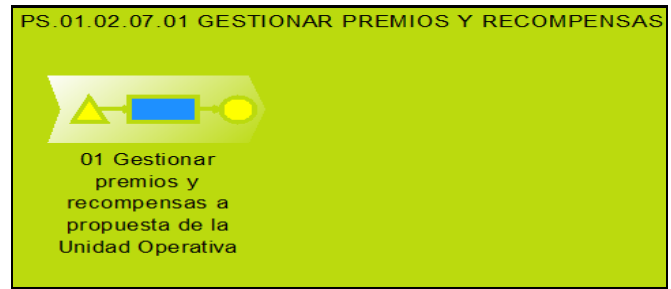 PS.01.02.07.01 GESTIONAR PREMIOS Y RECOMPENSAS
01 Gestionar
premios y
recompensas a
propuesta de la
Unidad Operativa